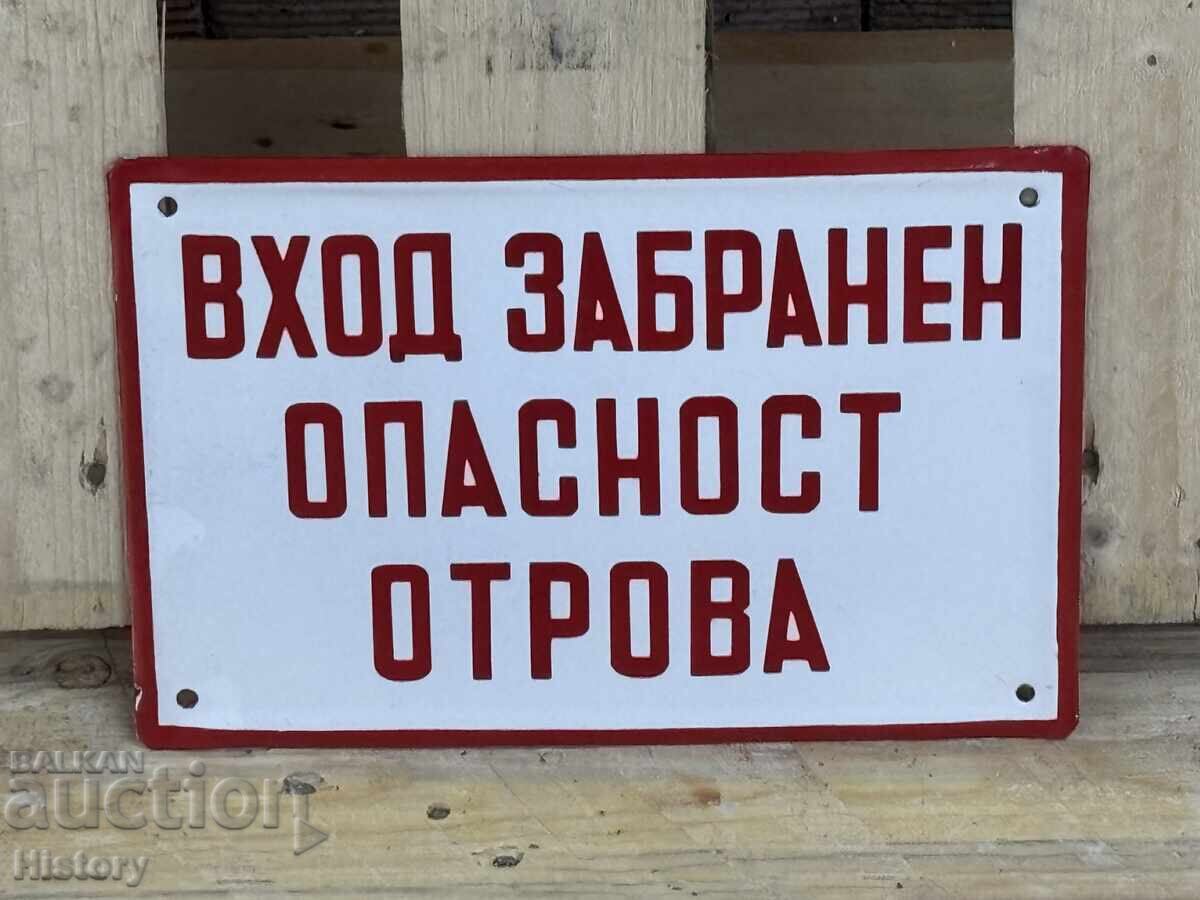 ВХОД ЗАБРАНЕН
ОПАСНОСТ
ОТРОВА
BALKAN
auction
History